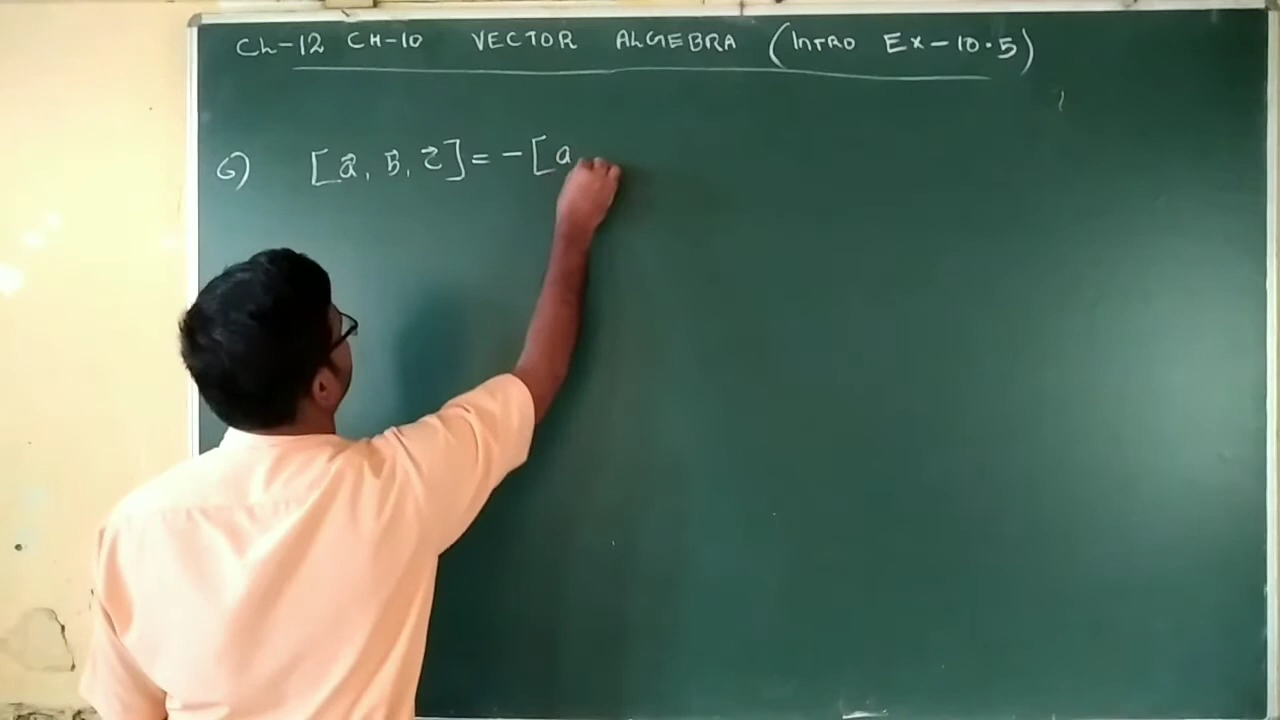 Ch-12 CH-10 VECTOR ALGEBRA (INTRO Ex-10.5)
6) [a⃗, b⃗, c⃗] = -[a